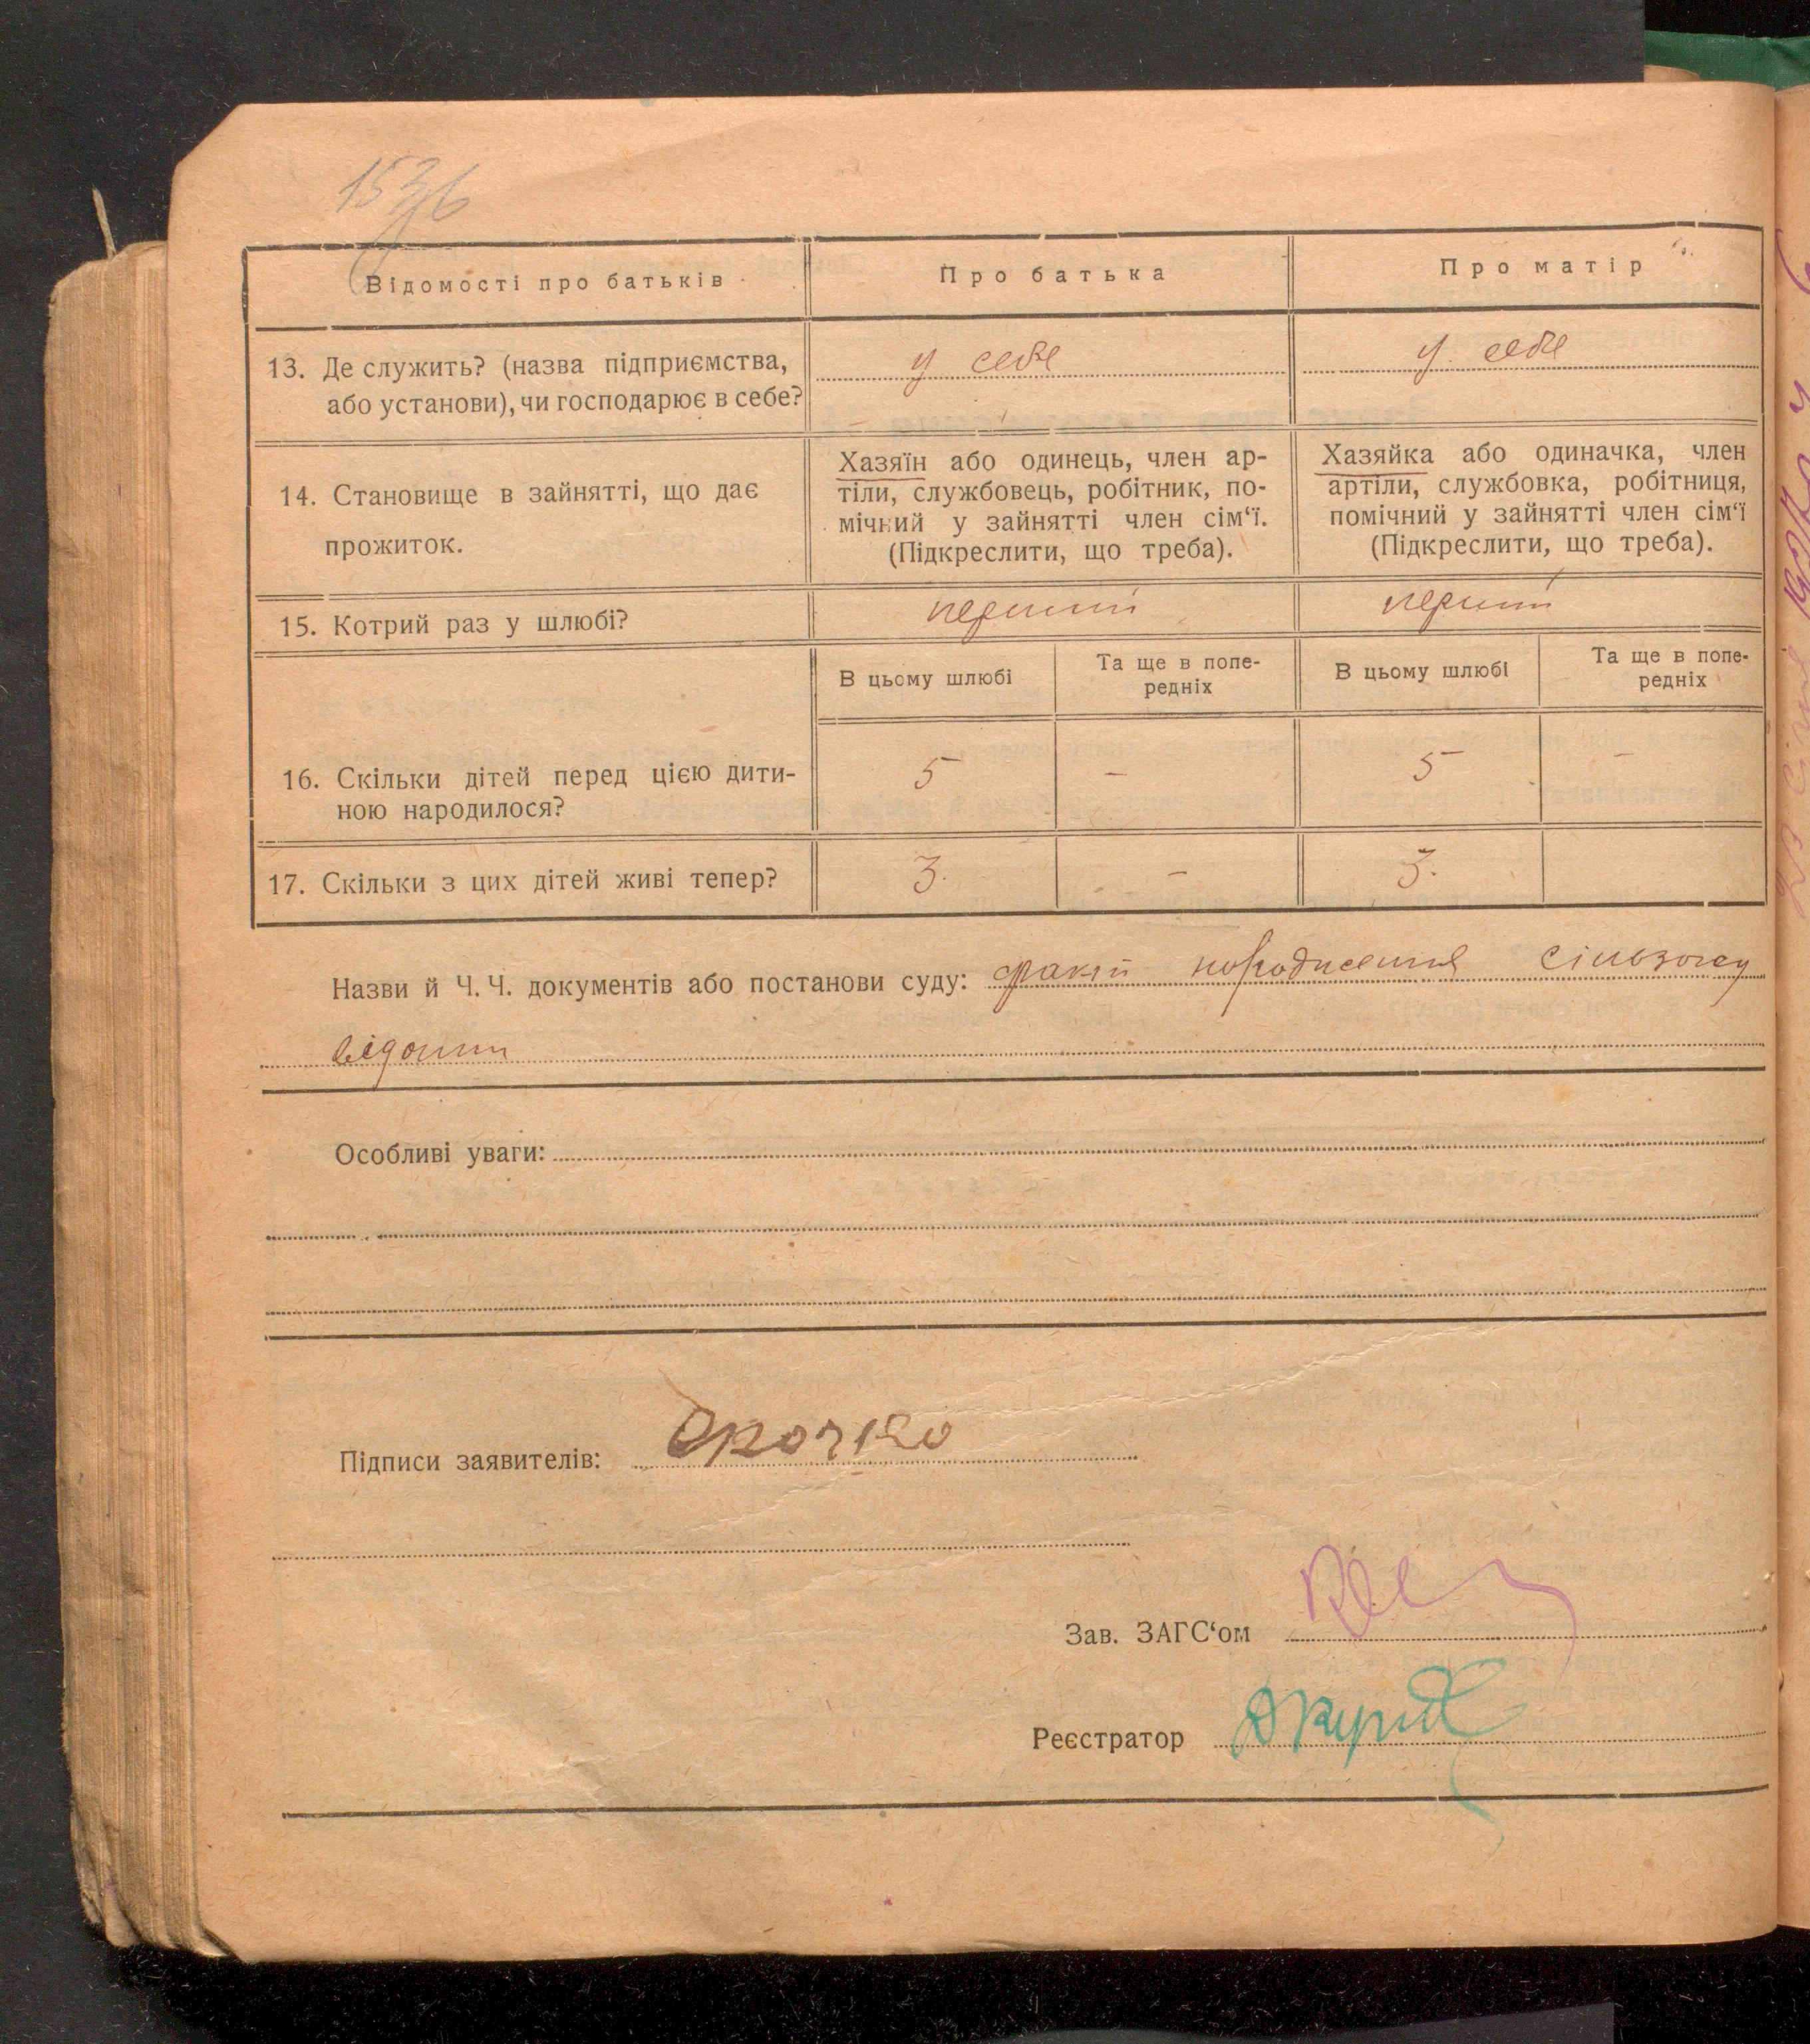 153б
Відомості про батьків
Про батька
Про матір
13. Де служить? (назва підприємства,
або установи), чи господарює в себе?
у себе
у себе
14. Становище в зайнятті, що дає
прожиток.
Хазяїн або одинець, член ар-
тіли, службовець, робітник, по-
мічний у зайнятті член сім‘ї.
(Підкреслити, що треба).
Хазяйка або одиначка, член
артіли, службовка, робітниця,
помічний у зайнятті член сім‘ї
(Підкреслити, що треба).
15. Котрий раз у шлюбі?
перший
перший
В цьому шлюбі
Та ще в попе-
редніх
В цьому шлюбі
Та ще в попе-
редніх
16. Скільки дітей перед цією дити-
ною народилося?
5
–
5
–
17. Скільки з цих дітей живі тепер?
3.
–
3.
Назви й Ч. Ч. документів або постанови суду: факт народження сільзагсу
відомий
Особливі уваги:
Підписи заявителів:
Зав. ЗАГС‘ом
Реєстратор